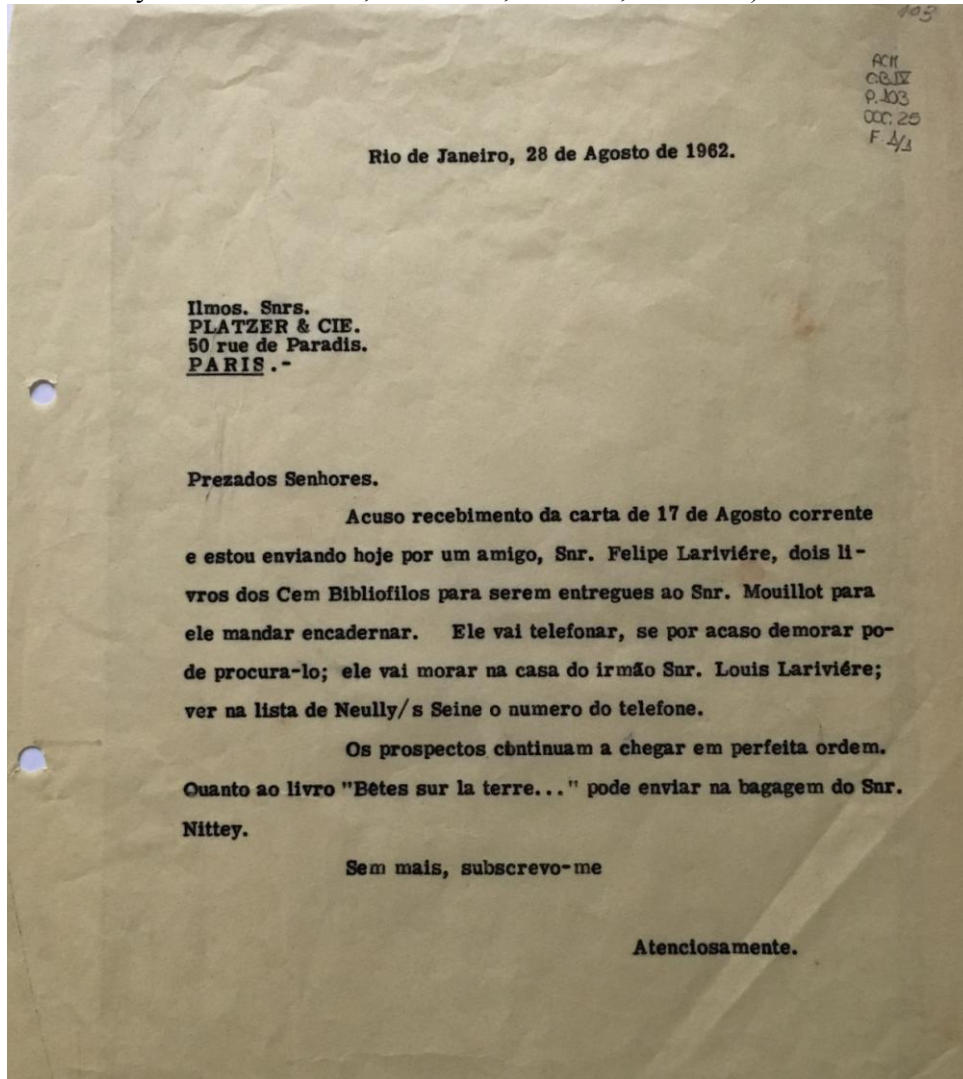 103
ACM
CB IV
P. 103
DOC. 25
F. 1/1
Rio de Janeiro, 28 de Agosto de 1962.
Ilmos. Snrs.
PLATZER & CIE.
50 rue de Paradis.
PARIS.-
Prezados Senhores.
Acuso recebimento da carta de 17 de Agosto corrente
e estou enviando hoje por um amigo, Snr. Felipe Lariviére, dois li-
vros dos Cem Bibliofilos para serem entregues ao Snr. Mouillot para
ele mandar encadernar. Ele vai telefonar, se por acaso demorar po-
de procura-lo; ele vai morar na casa do irmão Snr. Louis Lariviére;
ver na lista de Neully/s Seine o numero do telefone.
Os prospectos continuam a chegar em perfeita ordem.
Quanto ao livro "Bêtes sur la terre..." pode enviar na bagagem do Snr.
Nittey.
Sem mais, subscrevo-me
Atenciosamente.